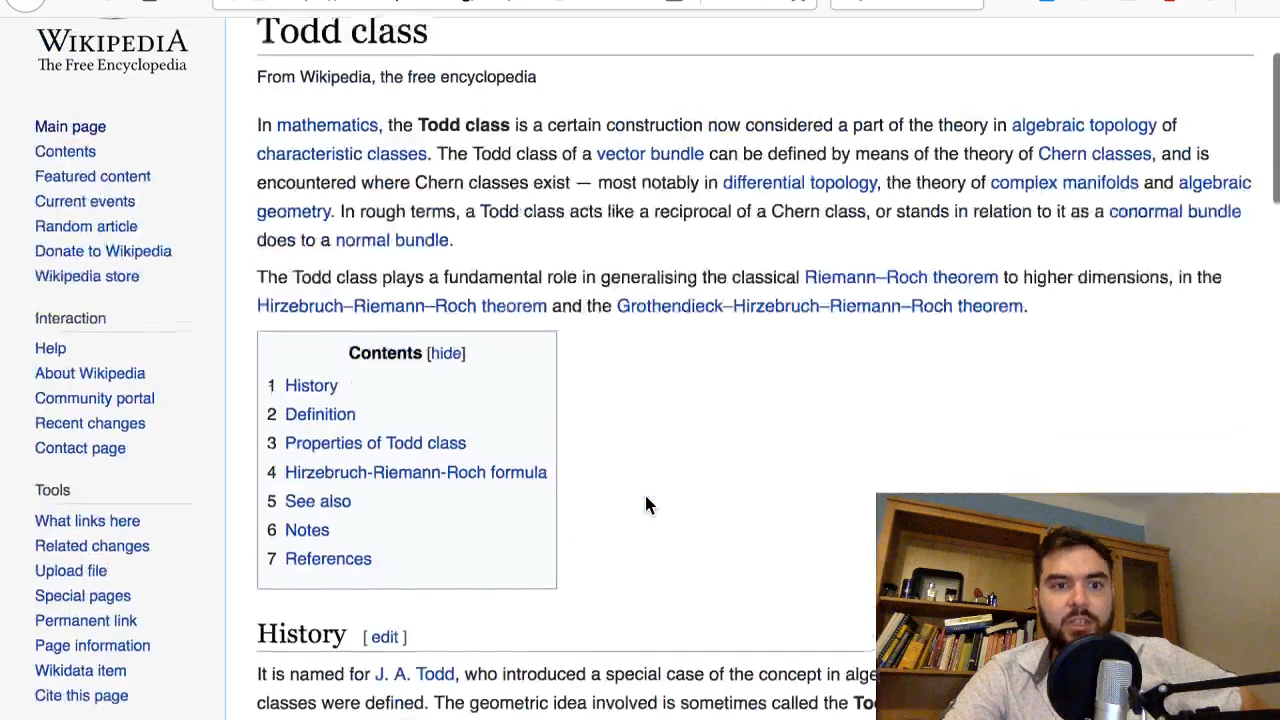 Todd class
WIKIPEDIA
The Free Encyclopedia
From Wikipedia, the free encyclopedia
Main page
Contents
Featured content
Current events
Random article
Donate to Wikipedia
Wikipedia store
Interaction
Help
About Wikipedia
Community portal
Recent changes
Contact page
Tools
What links here
Related changes
Upload file
Special pages
Permanent link
Page information
Wikidata item
Cite this page
In mathematics, the Todd class is a certain construction now considered a part of the theory in algebraic topology of
characteristic classes. The Todd class of a vector bundle can be defined by means of the theory of Chern classes, and is
encountered where Chern classes exist — most notably in differential topology, the theory of complex manifolds and algebraic
geometry. In rough terms, a Todd class acts like a reciprocal of a Chern class, or stands in relation to it as a conormal bundle
does to a normal bundle.
The Todd class plays a fundamental role in generalising the classical Riemann–Roch theorem to higher dimensions, in the
Hirzebruch–Riemann–Roch theorem and the Grothendieck–Hirzebruch–Riemann–Roch theorem.
Contents [hide]
1 History
2 Definition
3 Properties of Todd class
4 Hirzebruch-Riemann-Roch formula
5 See also
6 Notes
7 References
History [ edit ]
It is named for J. A. Todd, who introduced a special case of the concept in alge
classes were defined. The geometric idea involved is sometimes called the To